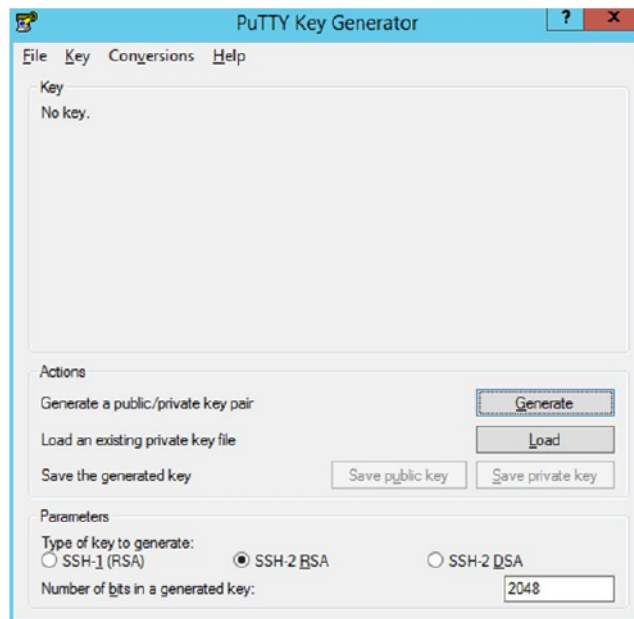 PuTTY Key Generator ? x
File Key Conversions Help
Key
No key.
Actions
Generate a public/private key pair Generate
Load an existing private key file Load
Save the generated key Save public key Save private key
Parameters
Type of key to generate:
SSH-1 (RSA) SSH-2 RSA SSH-2 DSA
Number of bits in a generated key: 2048